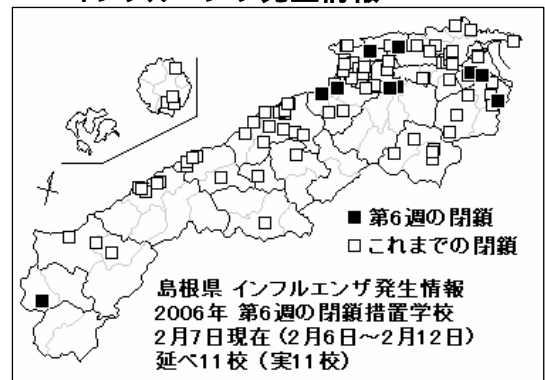 ■ 第6週の閉鎖
□ これまでの閉鎖
島根県 インフルエンザ発生情報
2006年 第6週の閉鎖措置学校
2月7日現在（2月6日～2月12日）
延べ11校（実11校）